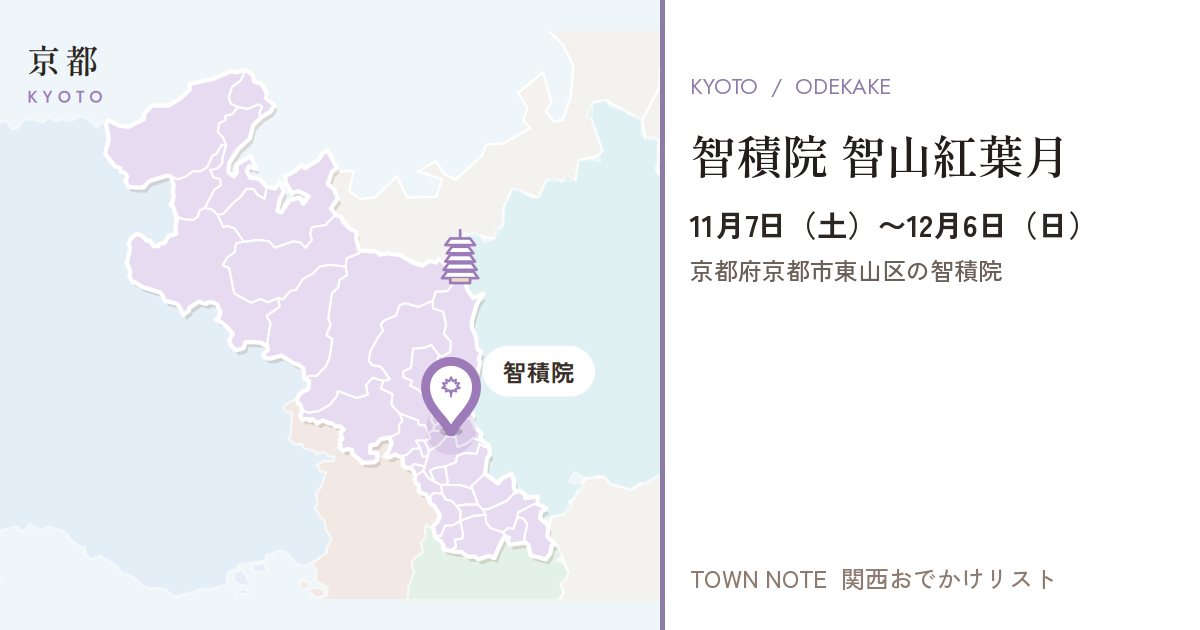 京都
KYOTO
智積院
KYOTO / ODEKAKE
智積院 智山紅葉月
11月7日（土）〜12月6日（日）
京都府京都市東山区の智積院
TOWN NOTE 関西おでかけリスト